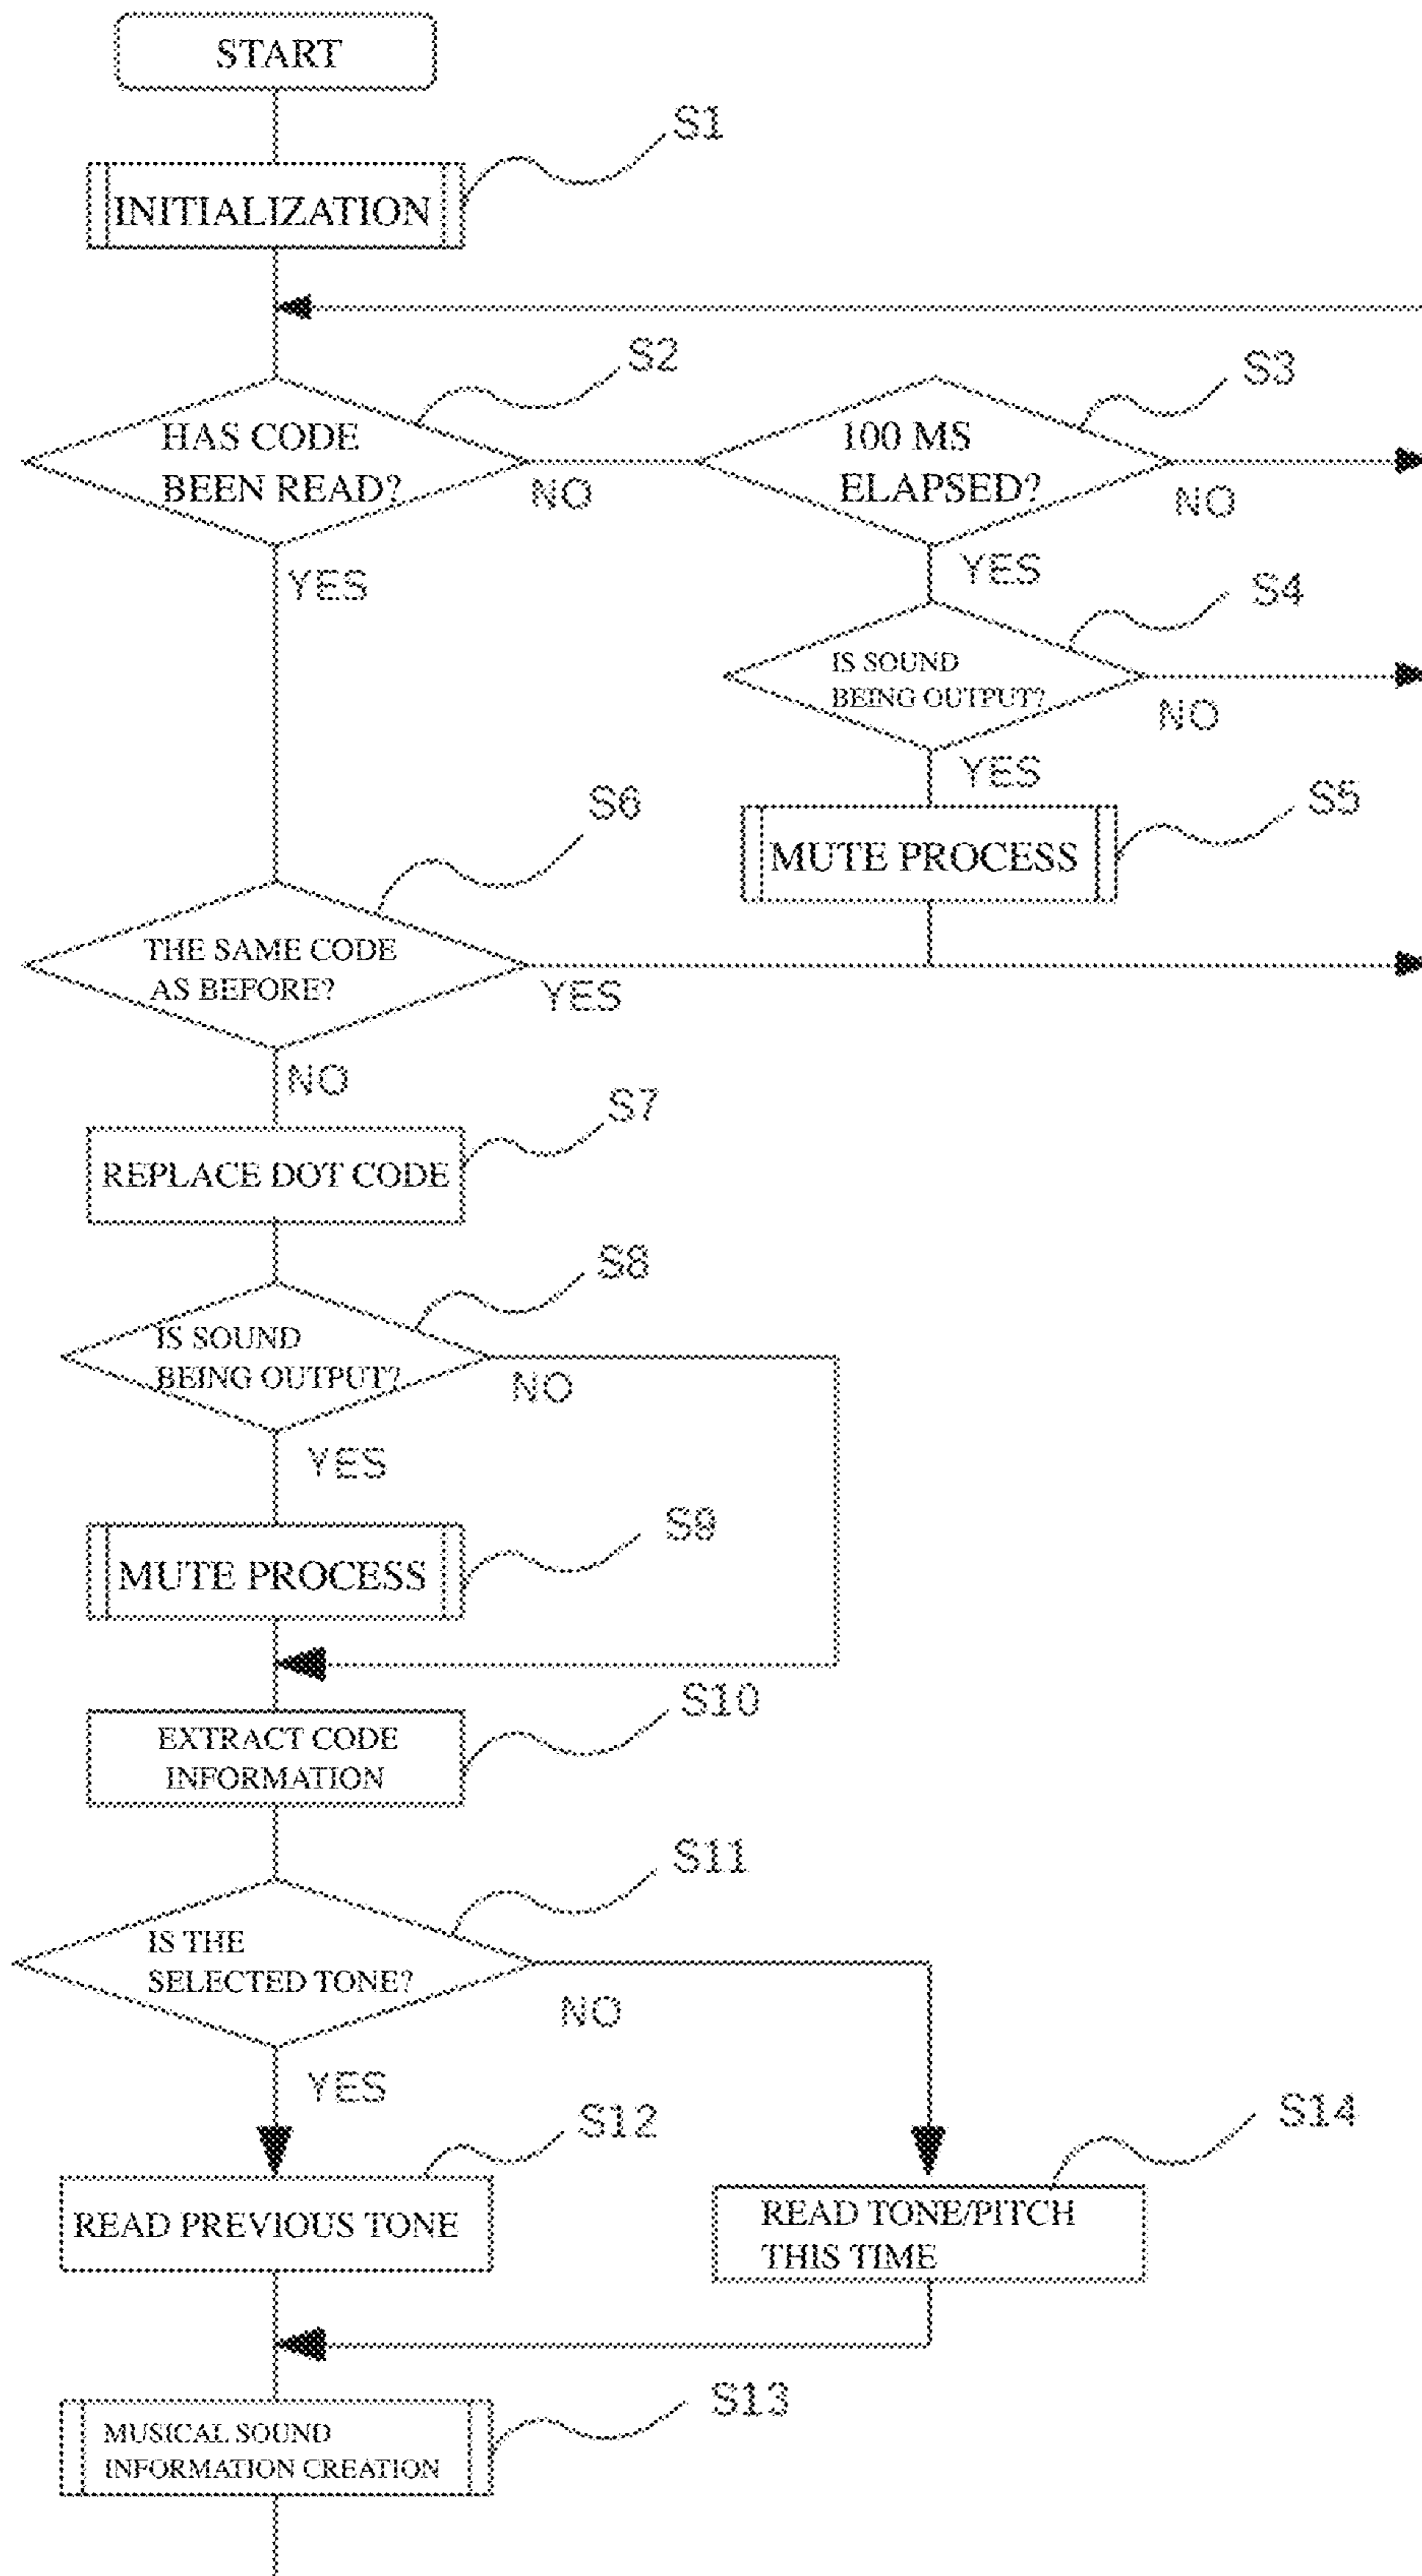 START
S1
INITIALIZATION
S2
S3
HAS CODE
BEEN READ?
NO
100 MS
ELAPSED?
NO
YES
YES
S4
IS SOUND
BEING OUTPUT?
NO
YES
S5
MUTE PROCESS
S6
THE SAME CODE
AS BEFORE?
YES
NO
S7
REPLACE DOT CODE
S8
IS SOUND
BEING OUTPUT?
NO
YES
S9
MUTE PROCESS
S10
EXTRACT CODE
INFORMATION
S11
IS THE
SELECTED TONE?
NO
YES
S12
S14
READ PREVIOUS TONE
READ TONE/PITCH
THIS TIME
S13
MUSICAL SOUND
INFORMATION CREATION